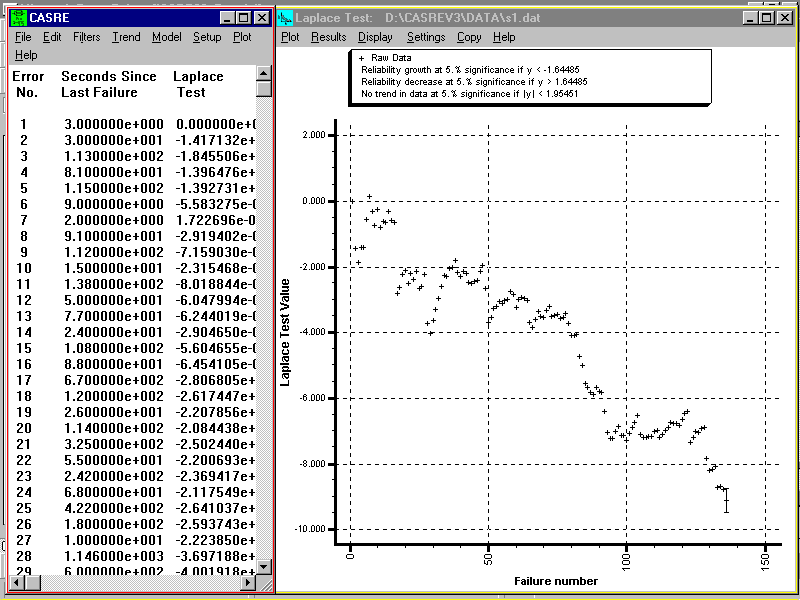 CASRE
File Edit Filters Trend Model Setup Plot
Help
Error Seconds Since Laplace
No. Last Failure Test
1 3.000000e+000 0.000000e+0
2 3.000000e+001 -1.417132e+
3 1.130000e+002 -1.845506e+
4 8.100000e+001 -1.396476e+
5 1.150000e+002 -1.392731e+
6 9.000000e+000 -5.583275e-0
7 2.000000e+000 1.722696e-0
8 9.100000e+001 -2.919402e-0
9 1.120000e+002 -7.159030e-0
10 1.500000e+001 -2.315468e-0
11 1.380000e+002 -8.018844e-0
12 5.000000e+001 -6.047994e-0
13 7.700000e+001 -6.244019e-0
14 2.400000e+001 -2.904650e-0
15 1.080000e+002 -5.604655e-0
16 8.800000e+001 -6.454105e-0
17 6.700000e+002 -2.806805e+
18 1.200000e+002 -2.617447e+
19 2.600000e+001 -2.207856e+
20 1.140000e+002 -2.084438e+
21 3.250000e+002 -2.502440e+
22 5.500000e+001 -2.200693e+
23 2.420000e+002 -2.369417e+
24 6.800000e+001 -2.117549e+
25 4.220000e+002 -2.641037e+
26 1.800000e+002 -2.593743e+
27 1.000000e+001 -2.223850e+
28 1.146000e+003 -3.697188e+
29 6.000000e+002 -4.001918e+
Laplace Test: D:\CASREV3\DATA\s1.dat
Plot Results Display Settings Copy Help
+ Raw Data
Reliability growth at 5.% significance if y < -1.64485
Reliability decrease at 5.% significance if y > 1.64485
No trend in data at 5.% significance if |y| < 1.95451
Laplace Test Value
2.000
0.000
-2.000
-4.000
-6.000
-8.000
-10.000
0 50 100 150
Failure number